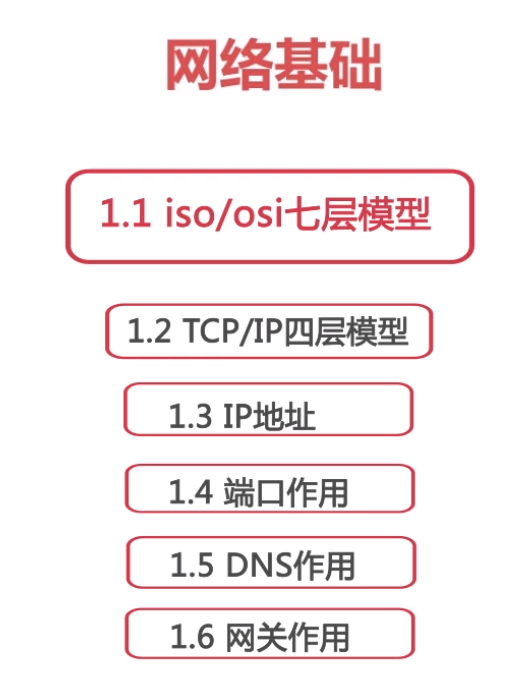 网络基础
1.1 iso/osi七层模型
1.2 TCP/IP四层模型
1.3 IP地址
1.4 端口作用
1.5 DNS作用
1.6 网关作用